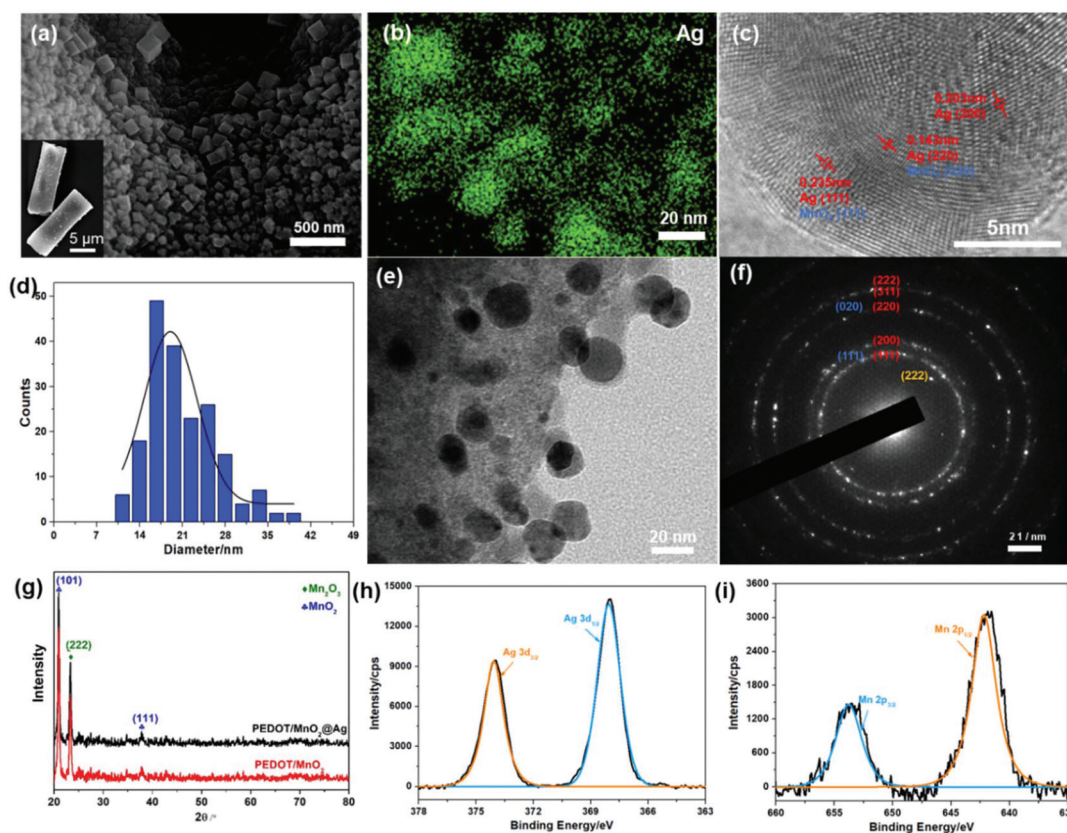 (a)
5 µm
500 nm
(b)
Ag
20 nm
(c)
0.203nm
Ag (200)
0.143nm
Ag (220)
0.235nm
Ag (111)
MnO₂ (111)
5nm
(d)
50
40
30
20
10
0
Counts
0 7 14 21 28 35 42 49
Diameter/nm
(e)
20 nm
(f)
(222)
(311)
(020) (220)
(200)
(111) (111)
(222)
2 1 / nm
(g)
(101)
(222)
(111)
Mn₂O₃
MnO₂
PEDOT/MnO₂@Ag
PEDOT/MnO₂
Intensity
20 30 40 50 60 70 80
2θ /°
(h)
15000
12000
9000
6000
3000
0
Intensity/cps
Ag 3d₅/₂
Ag 3d₃/₂
378 375 372 369 366 363
Binding Energy/eV
(i)
3600
3000
2400
1800
1200
600
0
Intensity/cps
Mn 2p
Mn 2p
660 655 650 645 640
Binding Energy/eV